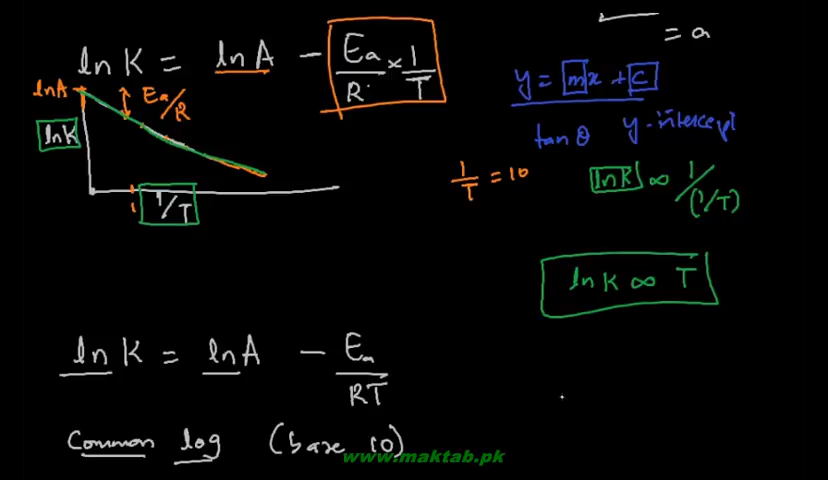 = a
ln K = ln A − Ea/R × 1/T
y = mx + c
tan θ y-intercept
lnA
Ea/R
lnK
1/T
1
1/T = 10
lnK ∞ 1/(1/T)
ln K ∞ T
ln K = ln A − Ea/RT
Common log (base 10)
www.maktab.pk